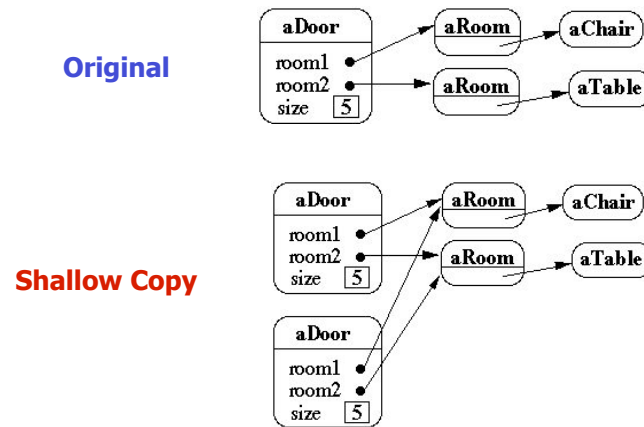 Original
aDoor
room1
room2
size 5
aRoom
aChair
aRoom
aTable
Shallow Copy
aDoor
room1
room2
size 5
aRoom
aChair
aRoom
aTable
aDoor
room1
room2
size 5